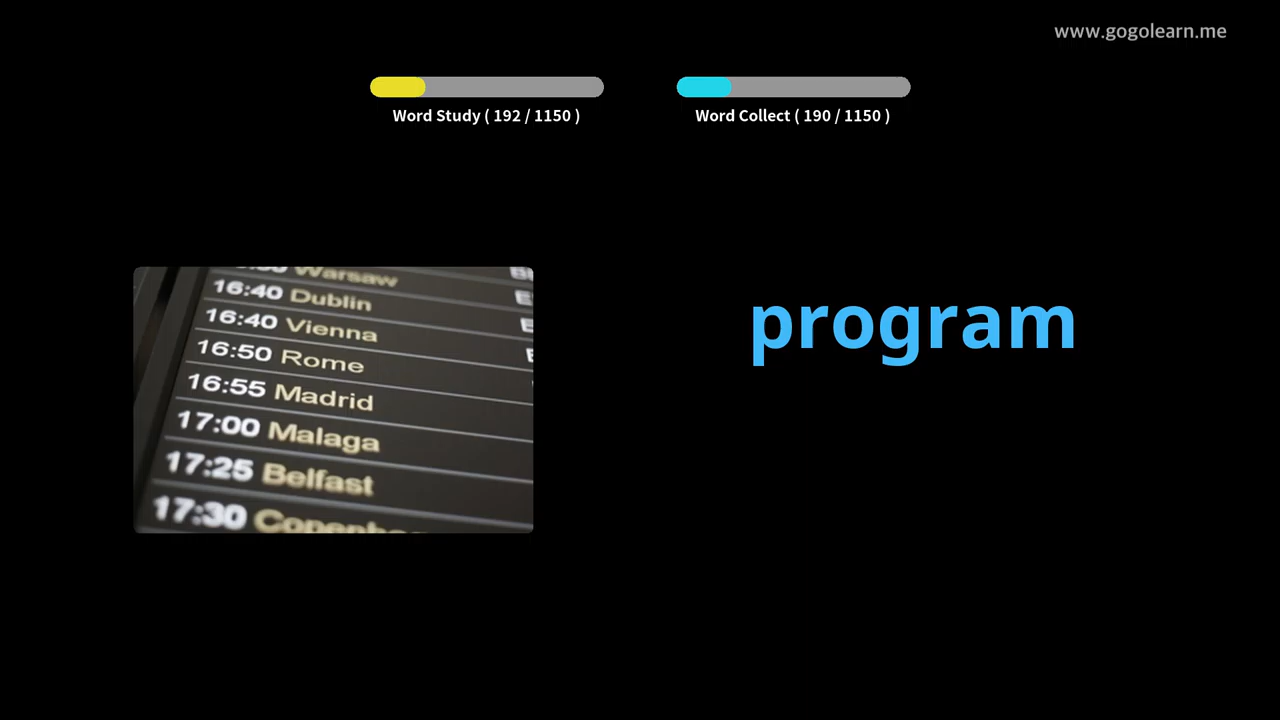 www.gogolearn.me
Word Study ( 192 / 1150 )
Word Collect ( 190 / 1150 )
Warsaw
16:40 Dublin
16:40 Vienna
16:50 Rome
16:55 Madrid
17:00 Malaga
17:25 Belfast
17:30
program